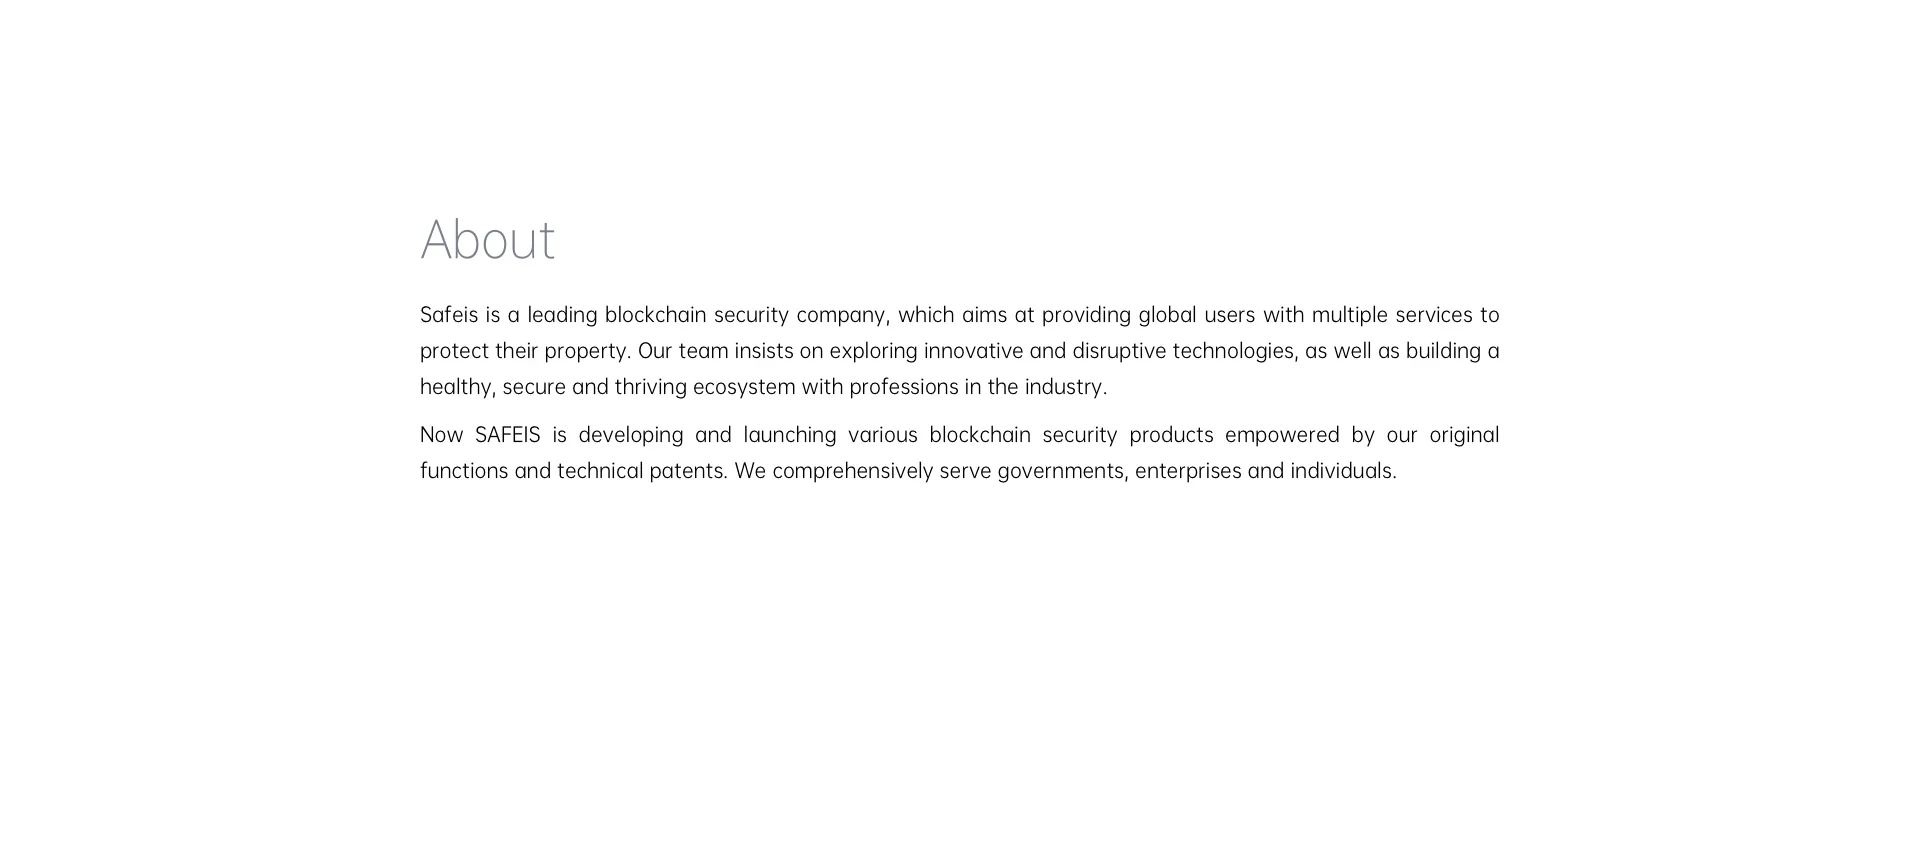 About
Safeis is a leading blockchain security company, which aims at providing global users with multiple services to
protect their property. Our team insists on exploring innovative and disruptive technologies, as well as building a
healthy, secure and thriving ecosystem with professions in the industry.
Now SAFEIS is developing and launching various blockchain security products empowered by our original
functions and technical patents. We comprehensively serve governments, enterprises and individuals.